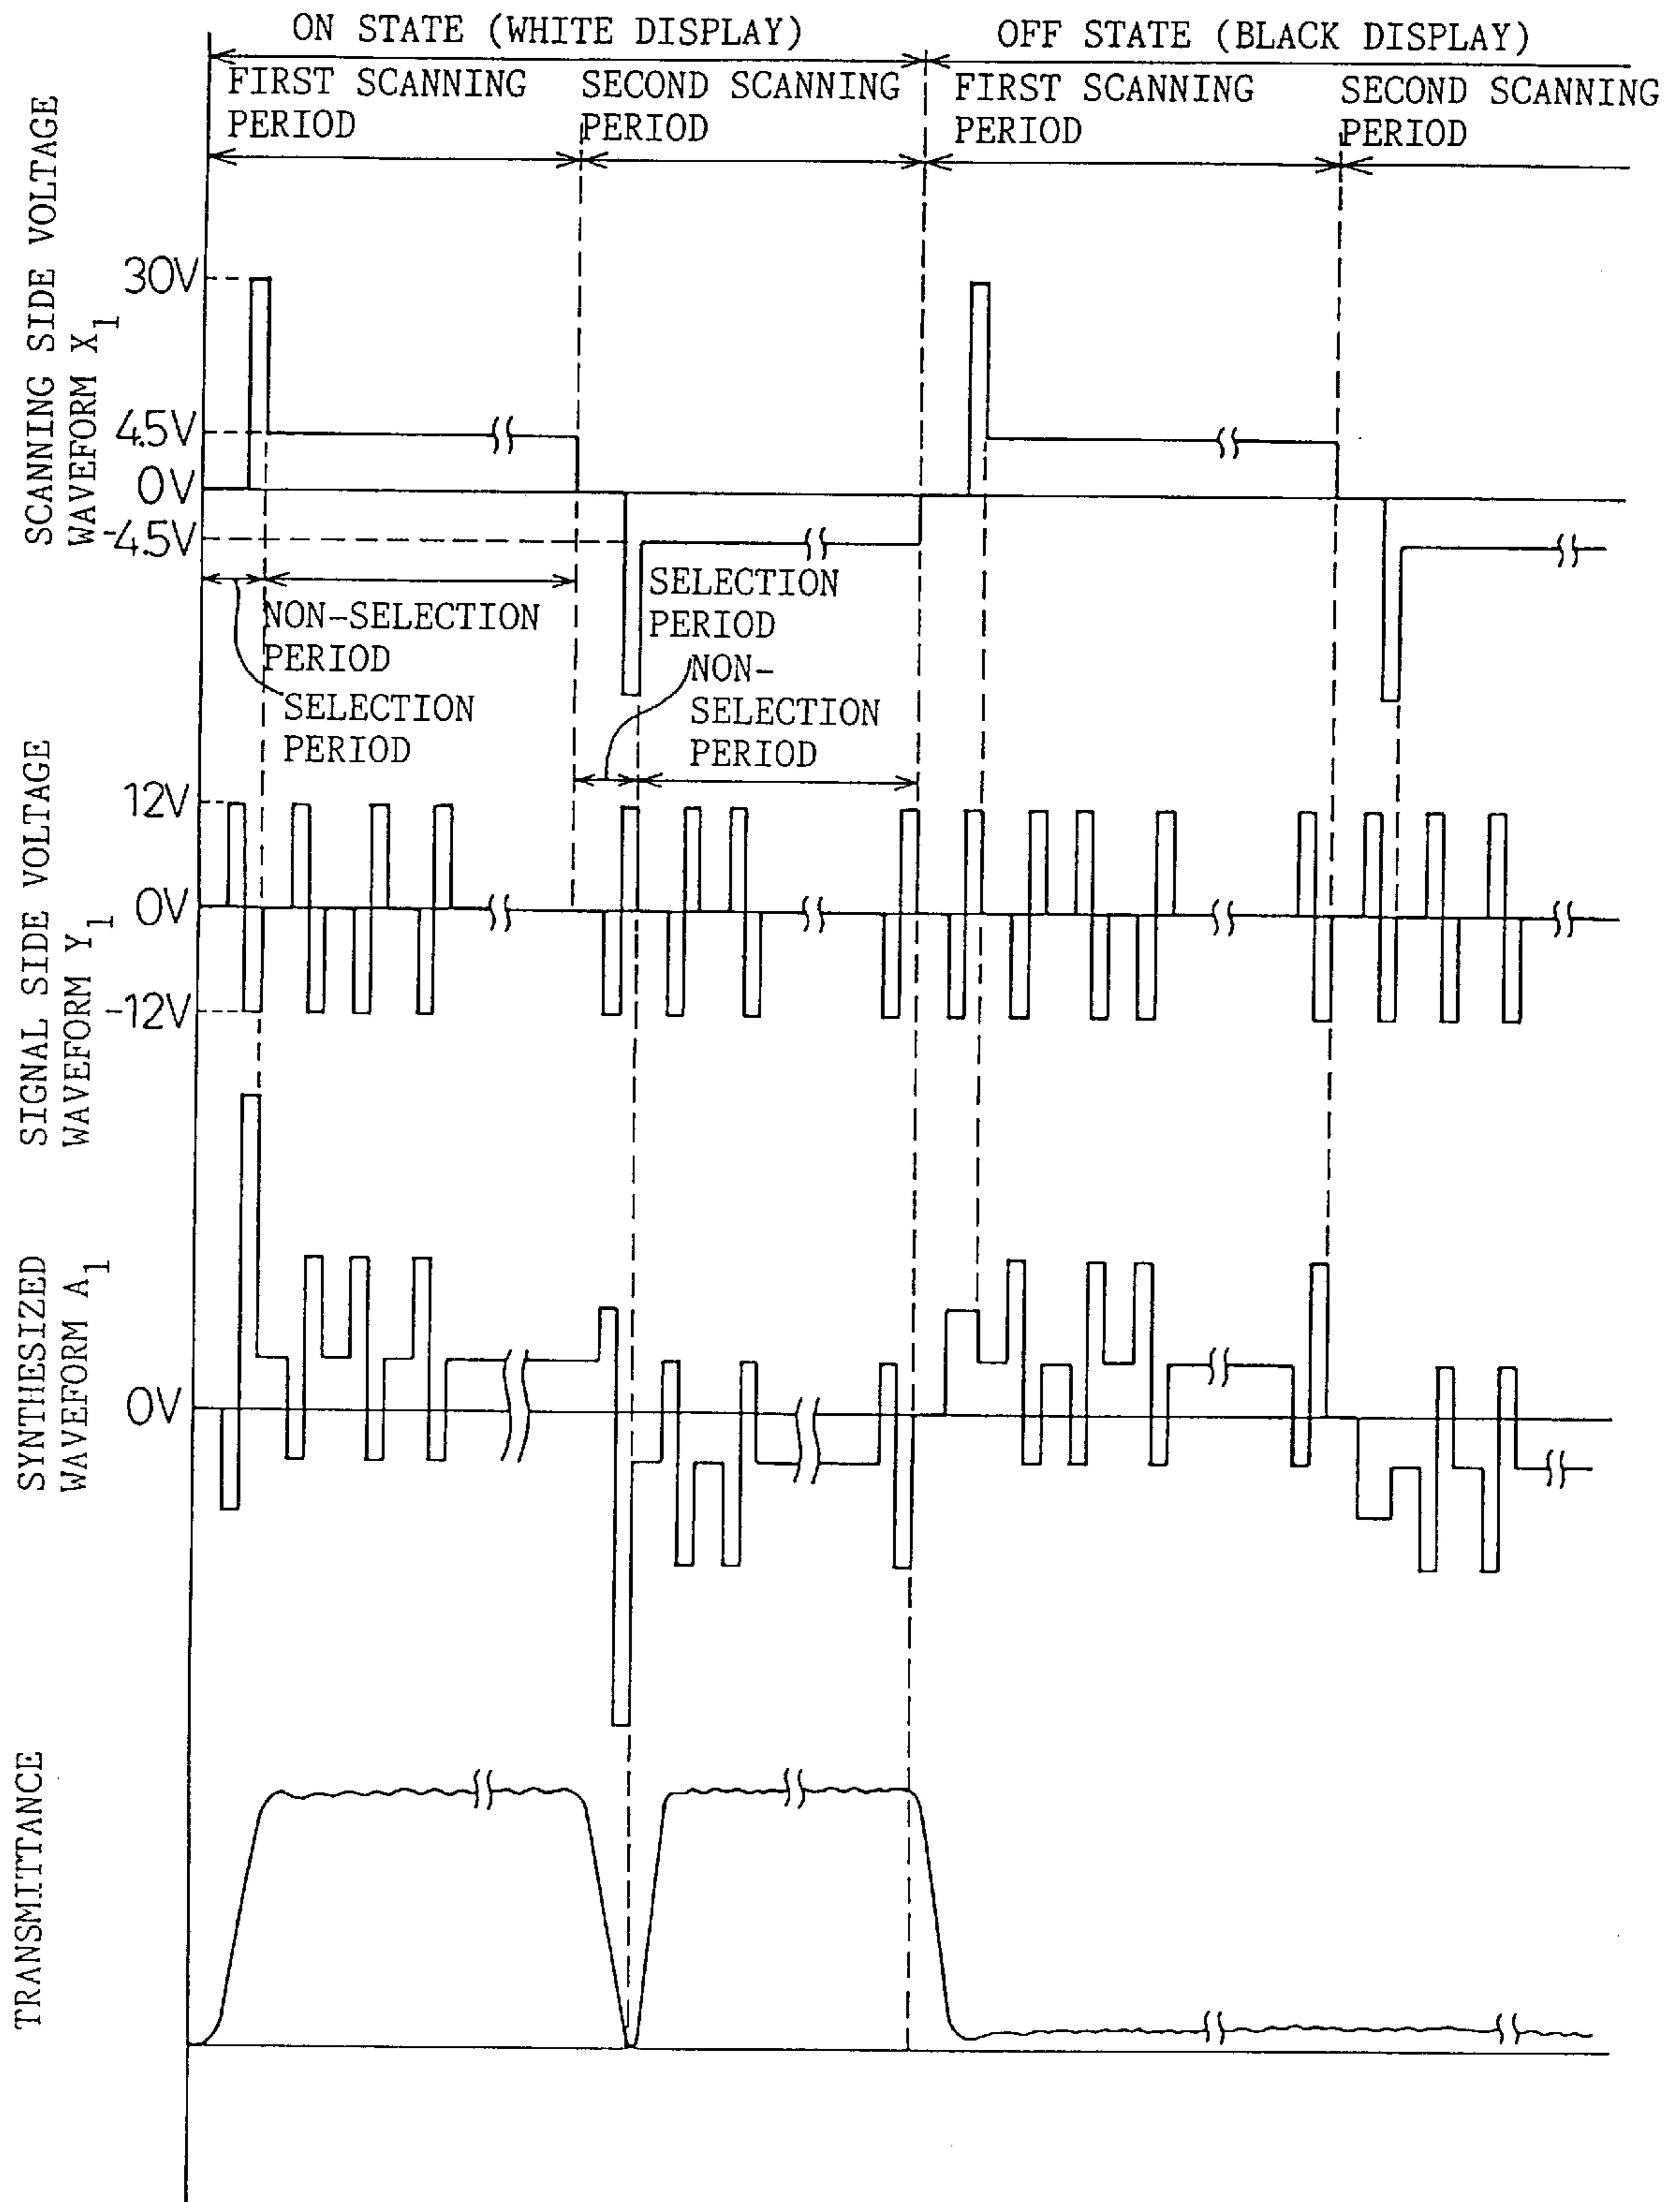 ON STATE (WHITE DISPLAY)
OFF STATE (BLACK DISPLAY)
FIRST SCANNING
PERIOD
SECOND SCANNING
PERIOD
FIRST SCANNING
PERIOD
SECOND SCANNING
PERIOD
SCANNING SIDE VOLTAGE
WAVEFORM X1
30V
4.5V
0V
-4.5V
NON-SELECTION
PERIOD
SELECTION
PERIOD
SELECTION
PERIOD
NON-
SELECTION
PERIOD
SIGNAL SIDE VOLTAGE
WAVEFORM Y1
12V
0V
-12V
SYNTHESIZED
WAVEFORM A1
0V
TRANSMITTANCE